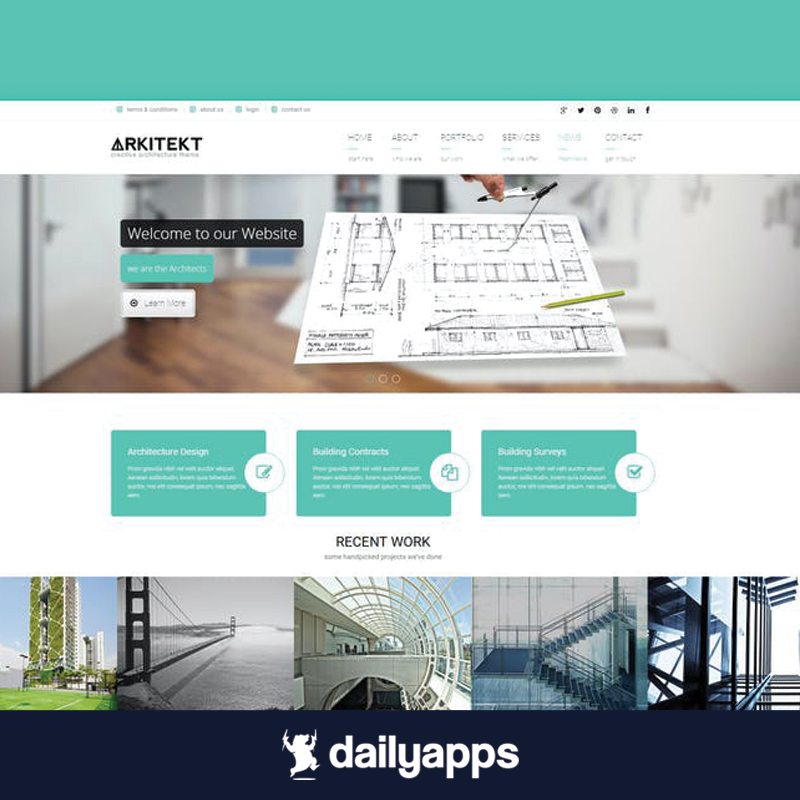 terms & conditions about us login contact us
ARKITEKT
creative architecture theme
HOME ABOUT PORTFOLIO SERVICES NEWS CONTACT
start here who we are our work what we offer get in touch
Welcome to our Website
we are the Architects
Learn More
Architecture Design
Proin gravida nibh vel velit auctor aliquet.
Aenean sollicitudin, lorem quis bibendum
auctor, nisi elit consequat ipsum, nec sagittis
sem.
Building Contracts
Proin gravida nibh vel velit auctor aliquet.
Aenean sollicitudin, lorem quis bibendum
auctor, nisi elit consequat ipsum, nec sagittis
sem.
Building Surveys
Proin gravida nibh vel velit auctor aliquet.
Aenean sollicitudin, lorem quis bibendum
auctor, nisi elit consequat ipsum, nec sagittis
sem.
RECENT WORK
some handpicked projects we've done
dailyapps